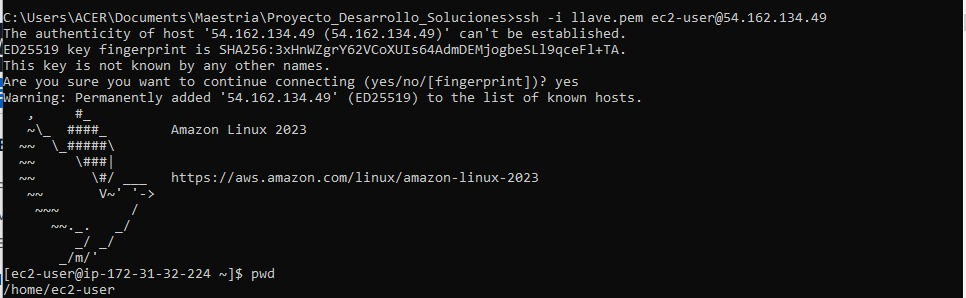 C:\Users\ACER\Documents\Maestria\Proyecto_Desarrollo_Soluciones>ssh -i llave.pem ec2-user@54.162.134.49
The authenticity of host '54.162.134.49 (54.162.134.49)' can't be established.
ED25519 key fingerprint is SHA256:3xHnWZgrY62VCoXUIs64AdmDEMjogbeSLl9qceFl+TA.
This key is not known by any other names.
Are you sure you want to continue connecting (yes/no/[fingerprint])? yes
Warning: Permanently added '54.162.134.49' (ED25519) to the list of known hosts.
   ,     #_
   ~\_  ####_        Amazon Linux 2023
  ~~  \_#####\
  ~~     \###|
  ~~       \#/ ___   https://aws.amazon.com/linux/amazon-linux-2023
   ~~       V~' '->
    ~~~         /
      ~~._.   _/
         _/ _/
       _/m/'
[ec2-user@ip-172-31-32-224 ~]$ pwd
/home/ec2-user